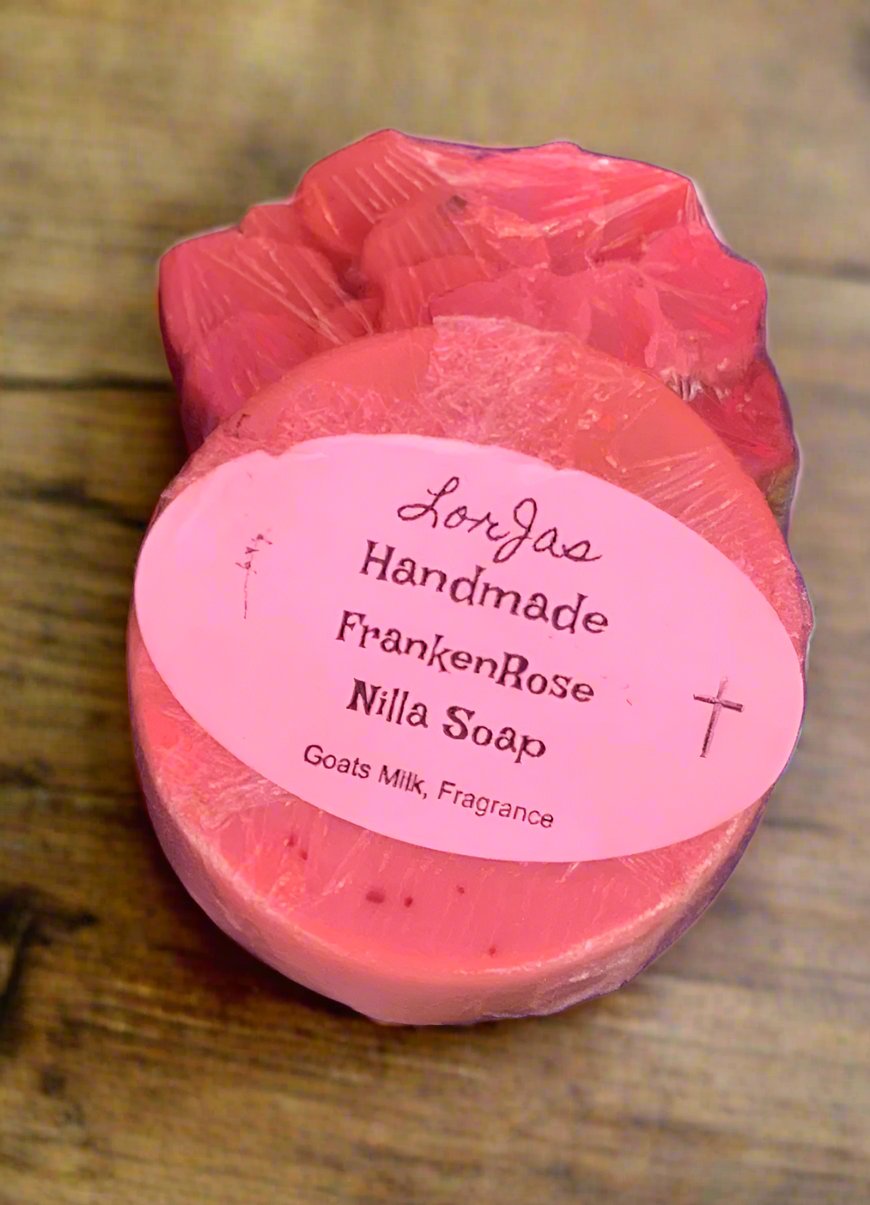 LorJas
Handmade
FrankenRose
Nilla Soap
Goats Milk, Fragrance